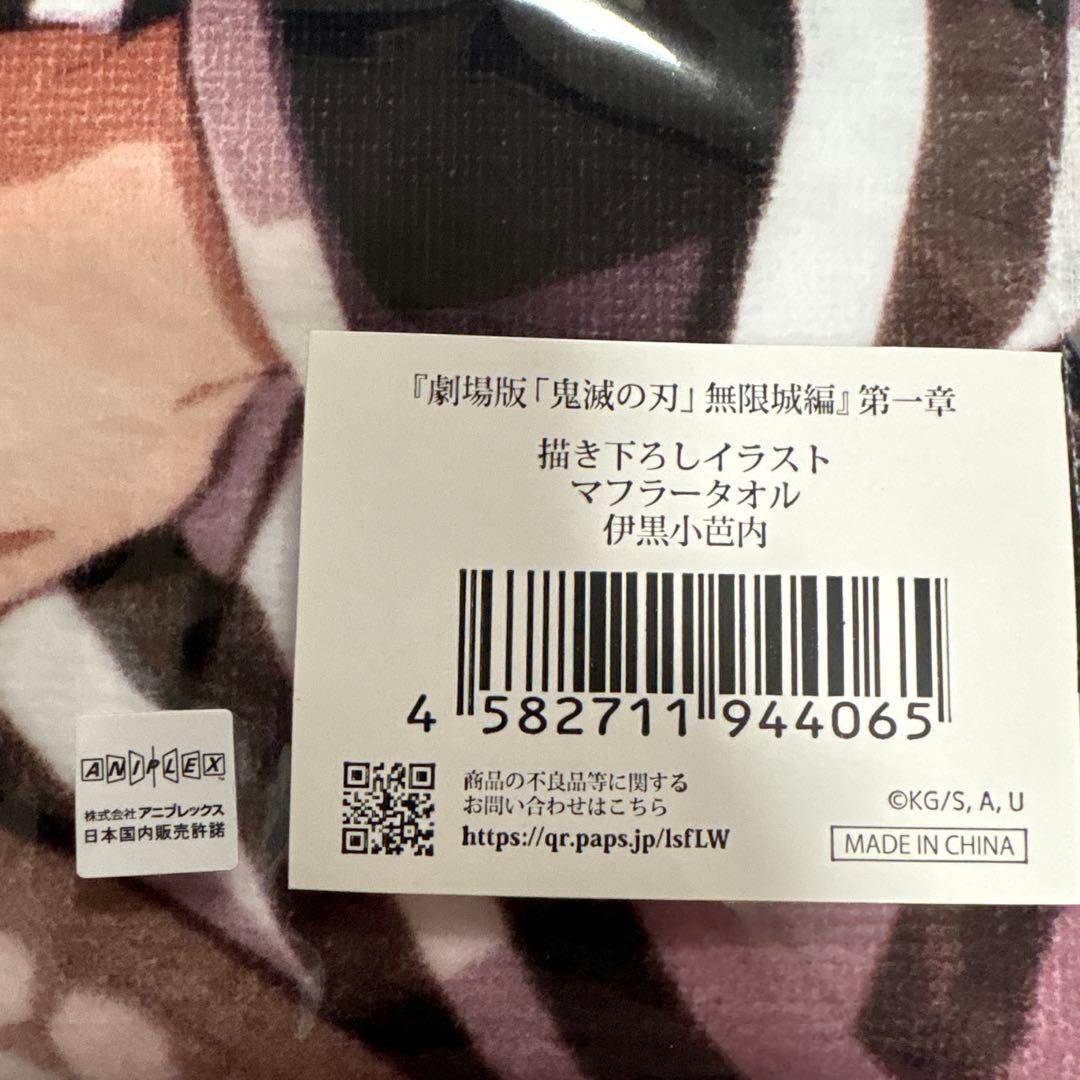 『劇場版「鬼滅の刃」無限城編』第一章
描き下ろしイラスト
マフラータオル
伊黒小芭内
4 582711 944065
商品の不良品等に関する
お問い合わせはこちら
https://qr.paps.jp/lsfLW
©KG/S, A, U
MADE IN CHINA
ANIPLEX
株式会社アニプレックス
日本国内販売許諾